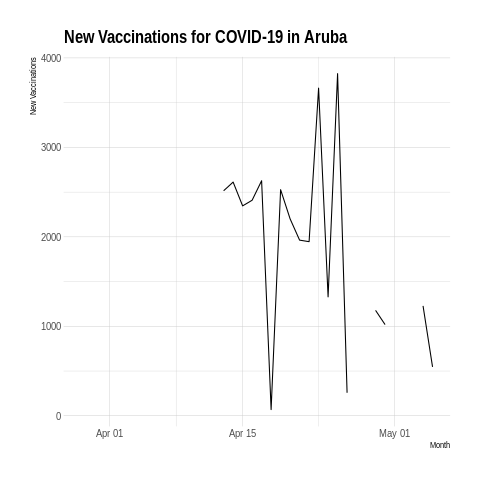 New Vaccinations for COVID-19 in Aruba
New Vaccinations
4000
3000
2000
1000
0
Apr 01
Apr 15
May 01
Month